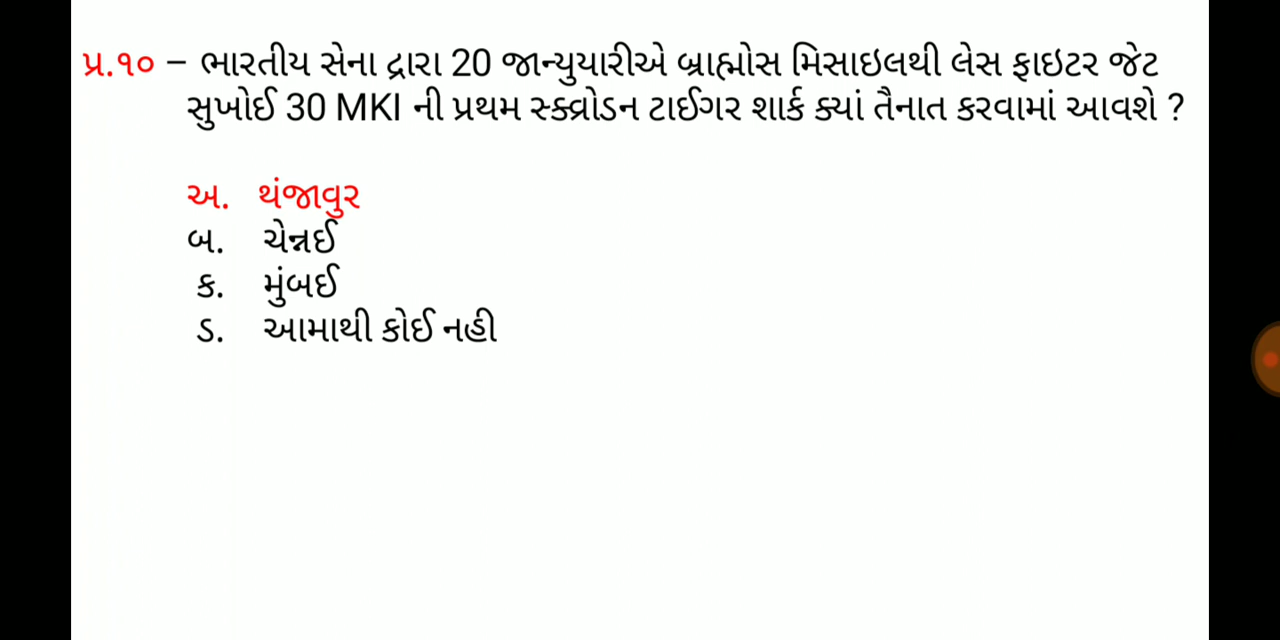 પ્ર.૧૦ – ભારતીય સેના દ્વારા 20 જાન્યુયારીએ બ્રાહ્મોસ મિસાઇલથી લેસ ફાઇટર જેટ
સુખોઈ 30 MKI ની પ્રથમ સ્ક્વોડન ટાઈગર શાર્ક ક્યાં તૈનાત કરવામાં આવશે ?
અ. થંજાવુર
બ. ચેન્નઈ
ક. મુંબઈ
ડ. આમાથી કોઈ નહી